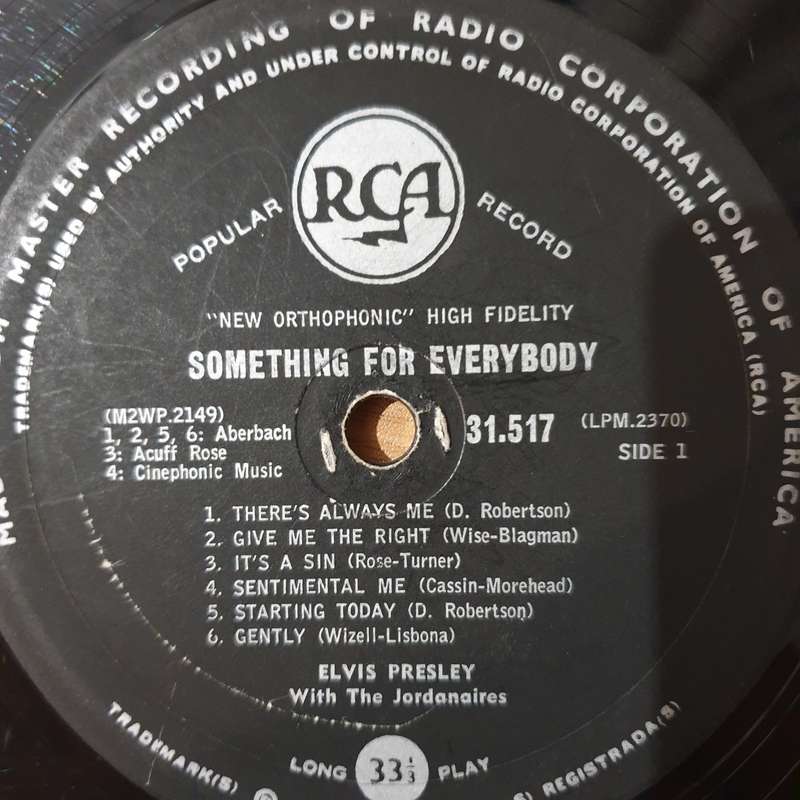 MASTER RECORDING OF RADIO CORPORATION OF AMERICA
TRADEMARK(S) USED BY AUTHORITY AND UNDER CONTROL OF RADIO CORPORATION OF AMERICA (RCA)
RCA
POPULAR RECORD
"NEW ORTHOPHONIC" HIGH FIDELITY
SOMETHING FOR EVERYBODY
(M2WP.2149)
1, 2, 5, 6: Aberbach
3: Acuff Rose
4: Cinephonic Music
31.517 (LPM.2370)
SIDE 1
1. THERE'S ALWAYS ME (D. Robertson)
2. GIVE ME THE RIGHT (Wise-Blagman)
3. IT'S A SIN (Rose-Turner)
4. SENTIMENTAL ME (Cassin-Morehead)
5. STARTING TODAY (D. Robertson)
6. GENTLY (Wizell-Lisbona)
ELVIS PRESLEY
With The Jordanaires
LONG 33⅓ PLAY
TRADEMARK(S) REGISTRADA(S)